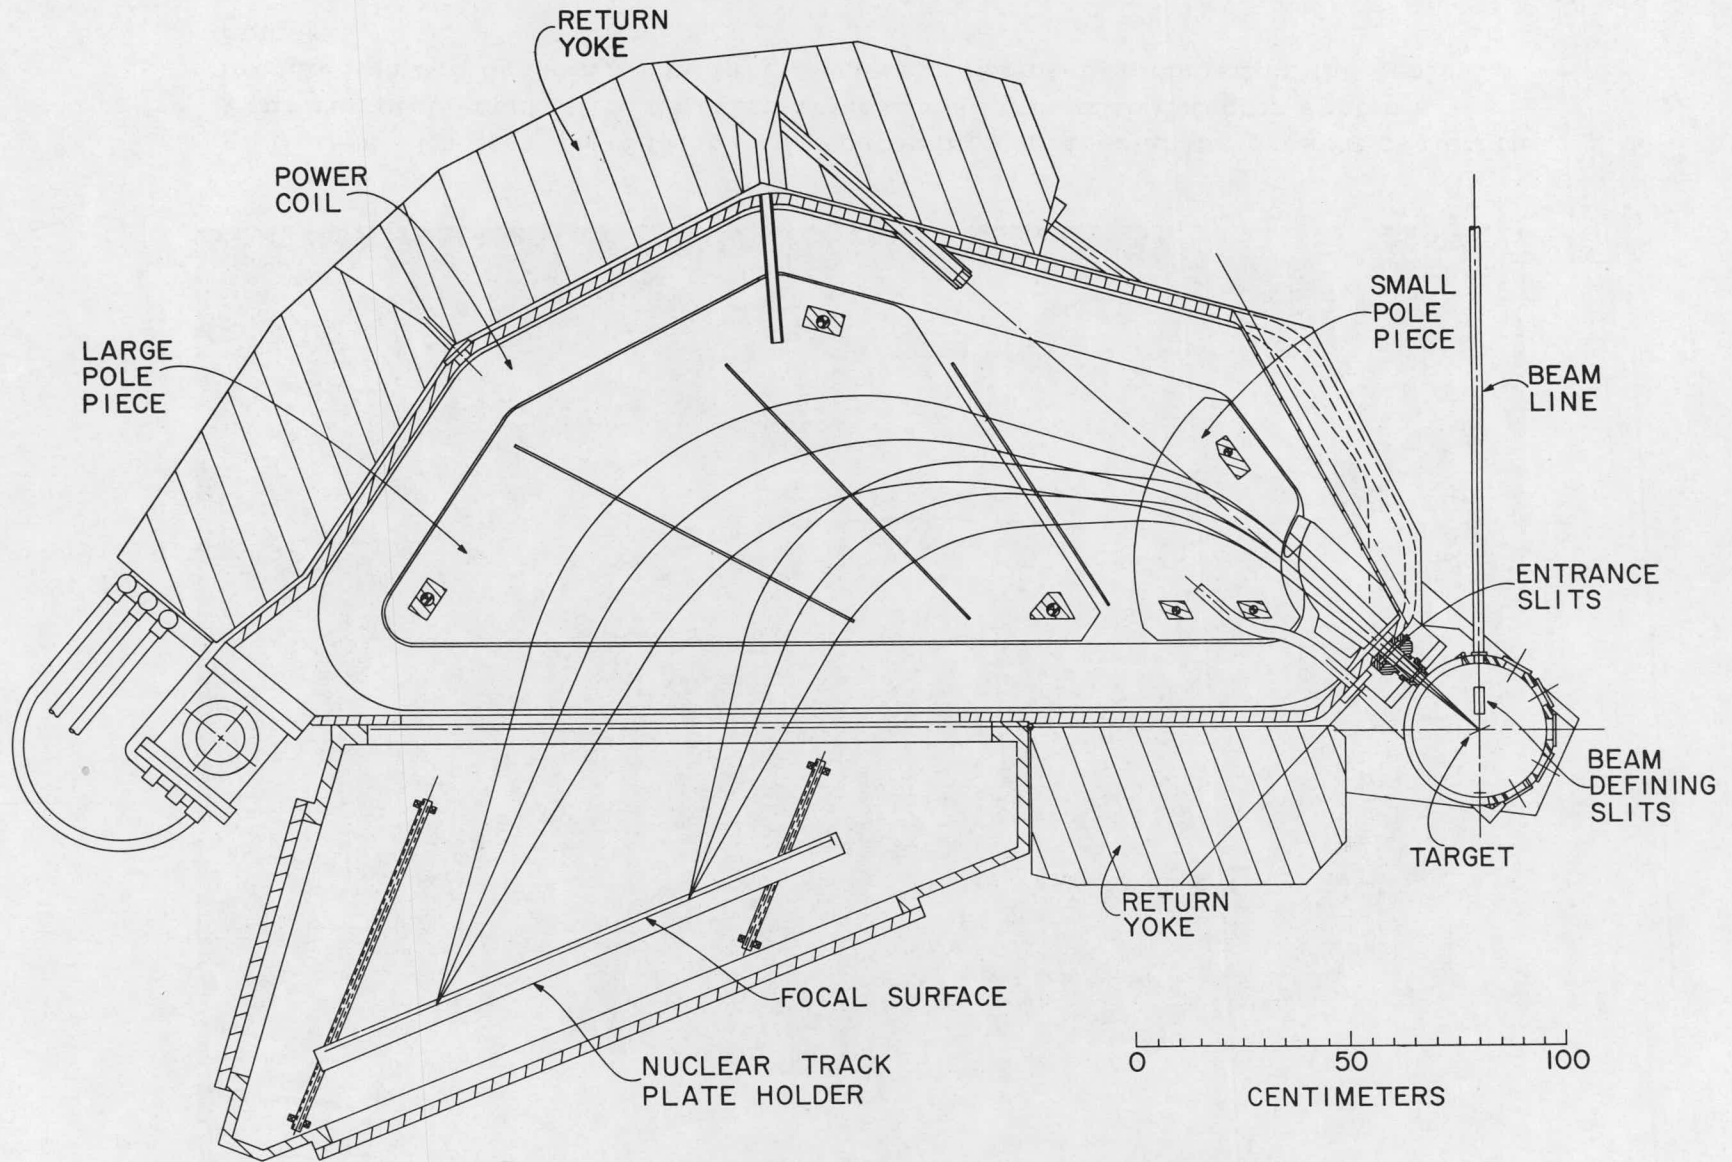 RETURN
YOKE
POWER
COIL
LARGE
POLE
PIECE
SMALL
POLE
PIECE
BEAM
LINE
ENTRANCE
SLITS
BEAM
DEFINING
SLITS
TARGET
RETURN
YOKE
FOCAL SURFACE
NUCLEAR TRACK
PLATE HOLDER
0 50 100
CENTIMETERS